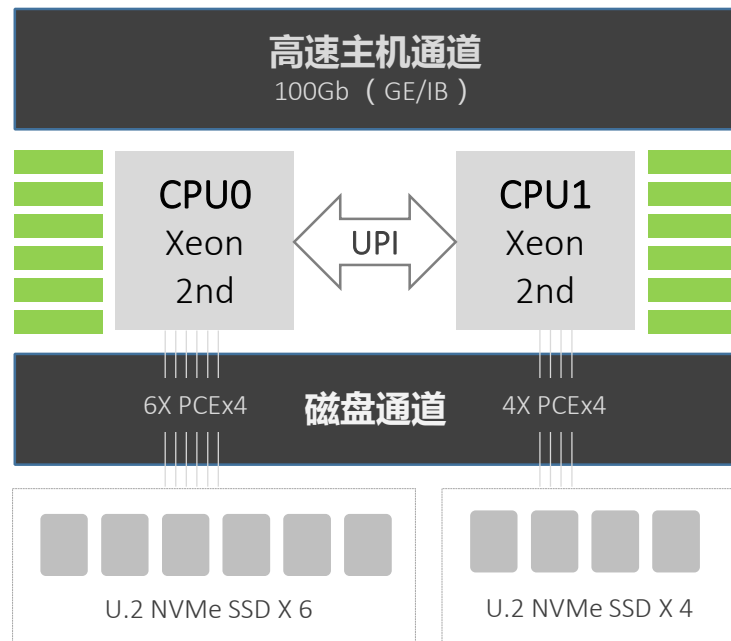 高速主机通道
100Gb（GE/IB）
CPU0
Xeon
2nd
UPI
CPU1
Xeon
2nd
6X PCEx4
磁盘通道
4X PCEx4
U.2 NVMe SSD X 6
U.2 NVMe SSD X 4